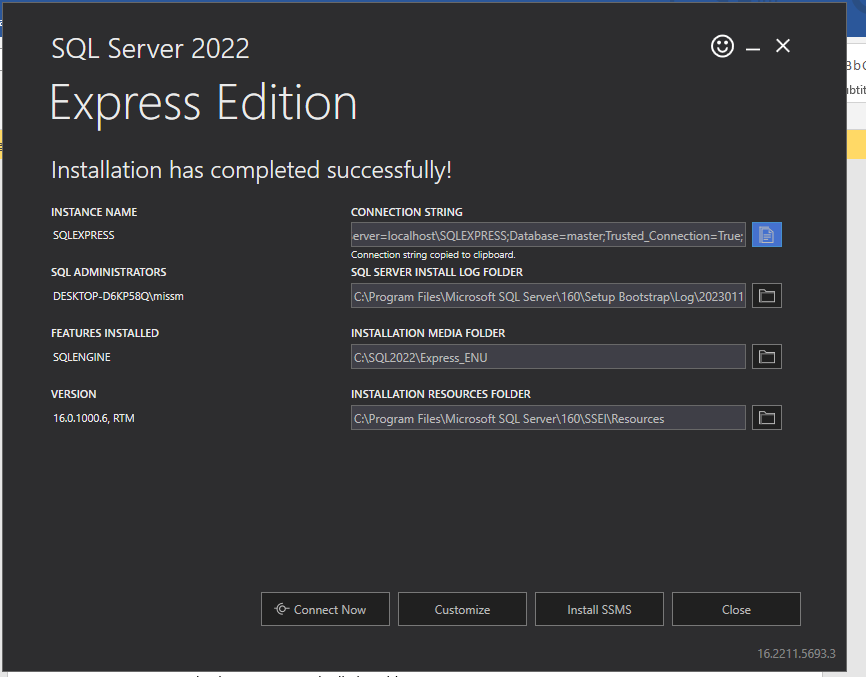 SQL Server 2022
Express Edition
Installation has completed successfully!
INSTANCE NAME
SQLEXPRESS
CONNECTION STRING
erver=localhost\SQLEXPRESS;Database=master;Trusted_Connection=True;
Connection string copied to clipboard.
SQL ADMINISTRATORS
DESKTOP-D6KP58Q\missm
SQL SERVER INSTALL LOG FOLDER
C:\Program Files\Microsoft SQL Server\160\Setup Bootstrap\Log\2023011
FEATURES INSTALLED
SQLENGINE
INSTALLATION MEDIA FOLDER
C:\SQL2022\Express_ENU
VERSION
16.0.1000.6, RTM
INSTALLATION RESOURCES FOLDER
C:\Program Files\Microsoft SQL Server\160\SSEI\Resources
Connect Now
Customize
Install SSMS
Close
16.2211.5693.3